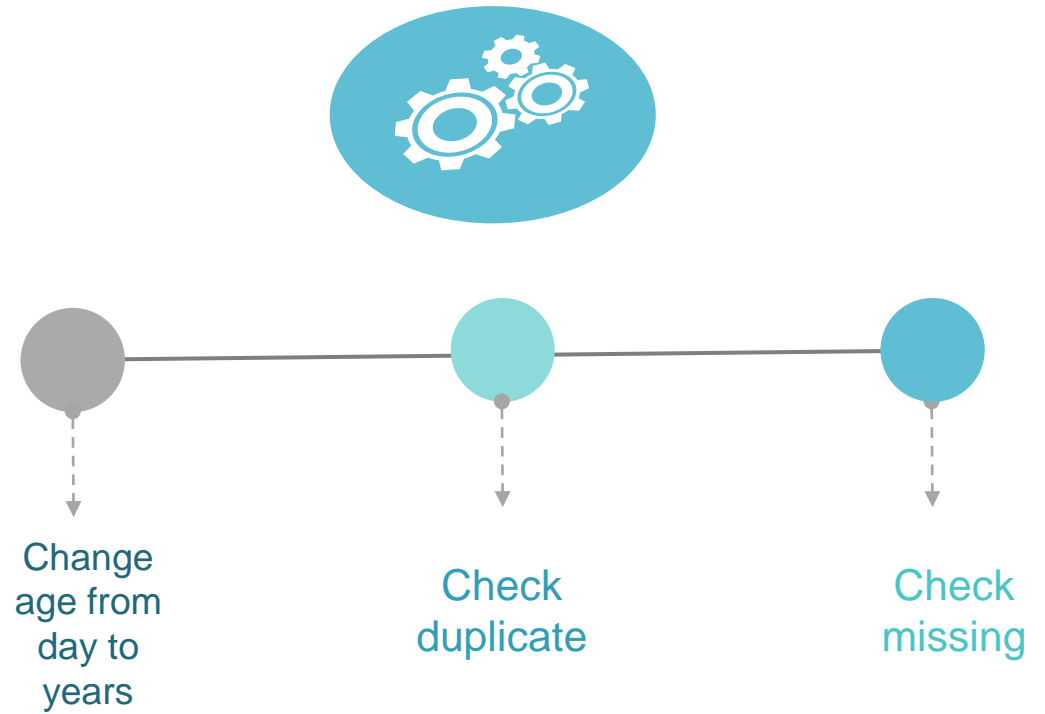 Change
age from
day to
years
Check
duplicate
Check
missing